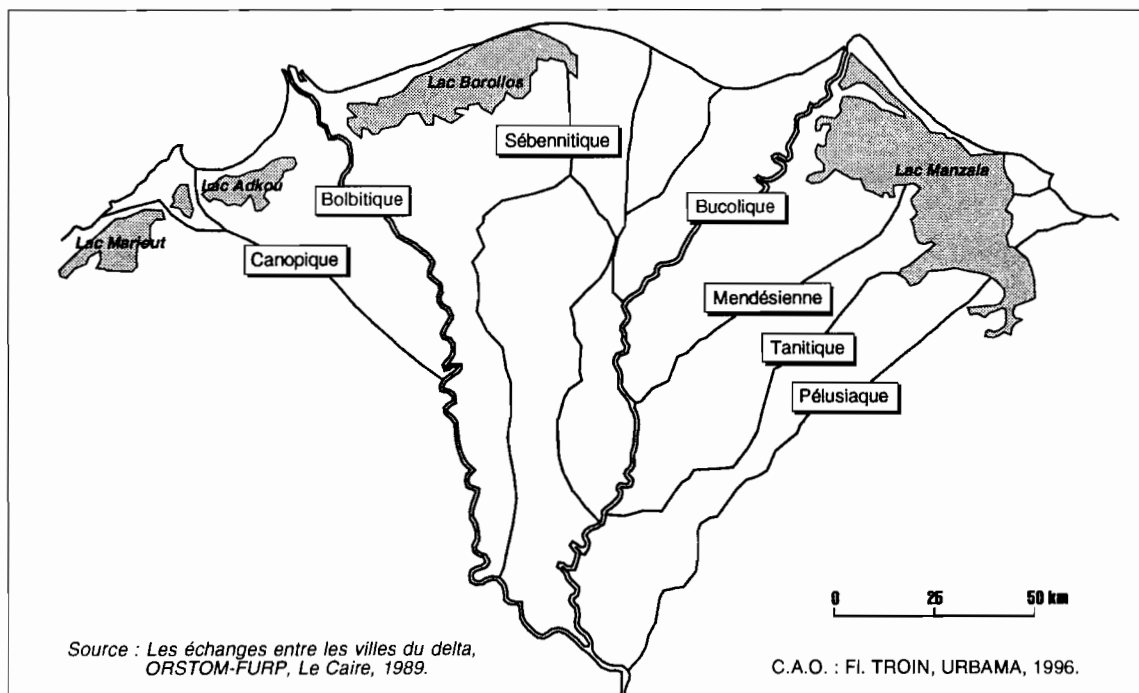 Lac Borollos
Sébennitique
Lac Adkou
Bolbitique
Lac Manzala
Bucolique
Lac Marieut
Canopique
Mendésienne
Tanitique
Pélusiaque
0 25 50 km
Source : Les échanges entre les villes du delta,
ORSTOM-FURP, Le Caire, 1989.
C.A.O. : Fl. TROIN, URBAMA, 1996.